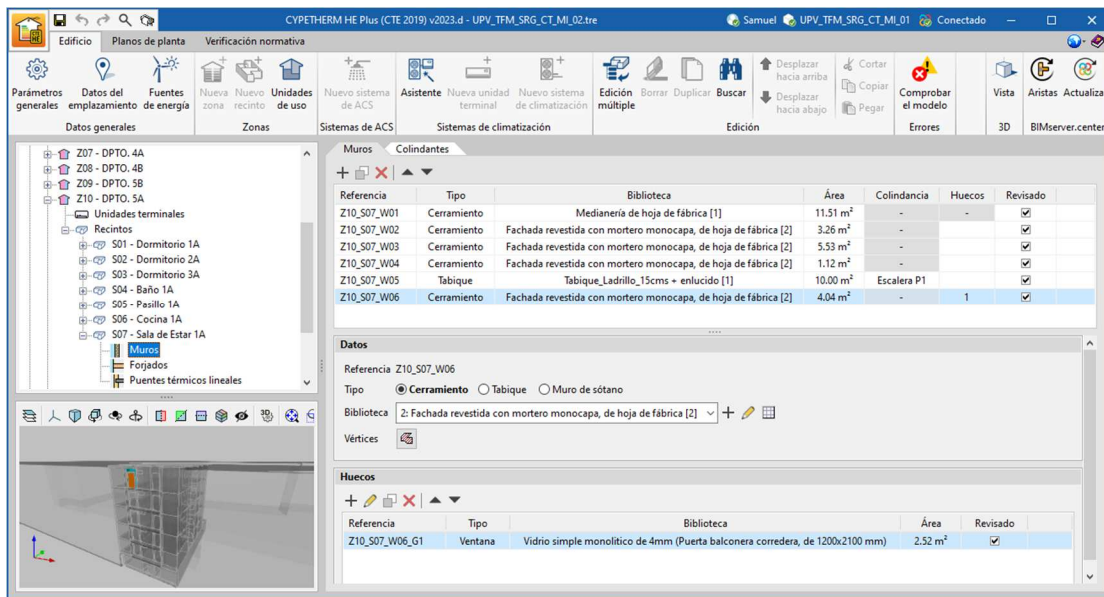 CYPETHERM HE Plus (CTE 2019) v2023.d - UPV_TFM_SRG_CT_MI_02.tre
Samuel UPV_TFM_SRG_CT_MI_01 Conectado
Edificio Planos de planta Verificación normativa
Parámetros generales
Datos del emplazamiento
Fuentes de energía
Nueva zona
Nuevo recinto
Unidades de uso
Nuevo sistema de ACS
Asistente
Nueva unidad terminal
Nuevo sistema de climatización
Edición múltiple
Borrar
Duplicar
Buscar
Desplazar hacia arriba
Desplazar hacia abajo
Cortar
Copiar
Pegar
Comprobar el modelo
Vista
Aristas
Actualiza
Datos generales Zonas Sistemas de ACS Sistemas de climatización Edición Errores 3D BIMserver.center
Z07 - DPTO. 4A
Z08 - DPTO. 4B
Z09 - DPTO. 5B
Z10 - DPTO. 5A
Unidades terminales
Recintos
S01 - Dormitorio 1A
S02 - Dormitorio 2A
S03 - Dormitorio 3A
S04 - Baño 1A
S05 - Pasillo 1A
S06 - Cocina 1A
S07 - Sala de Estar 1A
Muros
Forjados
Puentes térmicos lineales
Muros Colindantes
Referencia Tipo Biblioteca Área Colindancia Huecos Revisado
Z10_S07_W01 Cerramiento Medianería de hoja de fábrica [1] 11.51 m² - -
Z10_S07_W02 Cerramiento Fachada revestida con mortero monocapa, de hoja de fábrica [2] 3.26 m² -
Z10_S07_W03 Cerramiento Fachada revestida con mortero monocapa, de hoja de fábrica [2] 5.53 m² -
Z10_S07_W04 Cerramiento Fachada revestida con mortero monocapa, de hoja de fábrica [2] 1.12 m² -
Z10_S07_W05 Tabique Tabique_Ladrillo_15cms + enlucido [1] 10.00 m² Escalera P1
Z10_S07_W06 Cerramiento Fachada revestida con mortero monocapa, de hoja de fábrica [2] 4.04 m² - 1
Datos
Referencia Z10_S07_W06
Tipo Cerramiento Tabique Muro de sótano
Biblioteca 2: Fachada revestida con mortero monocapa, de hoja de fábrica [2]
Vértices
Huecos
Referencia Tipo Biblioteca Área Revisado
Z10_S07_W06_G1 Ventana Vidrio simple monolitico de 4mm (Puerta balconera corredera, de 1200x2100 mm) 2.52 m²